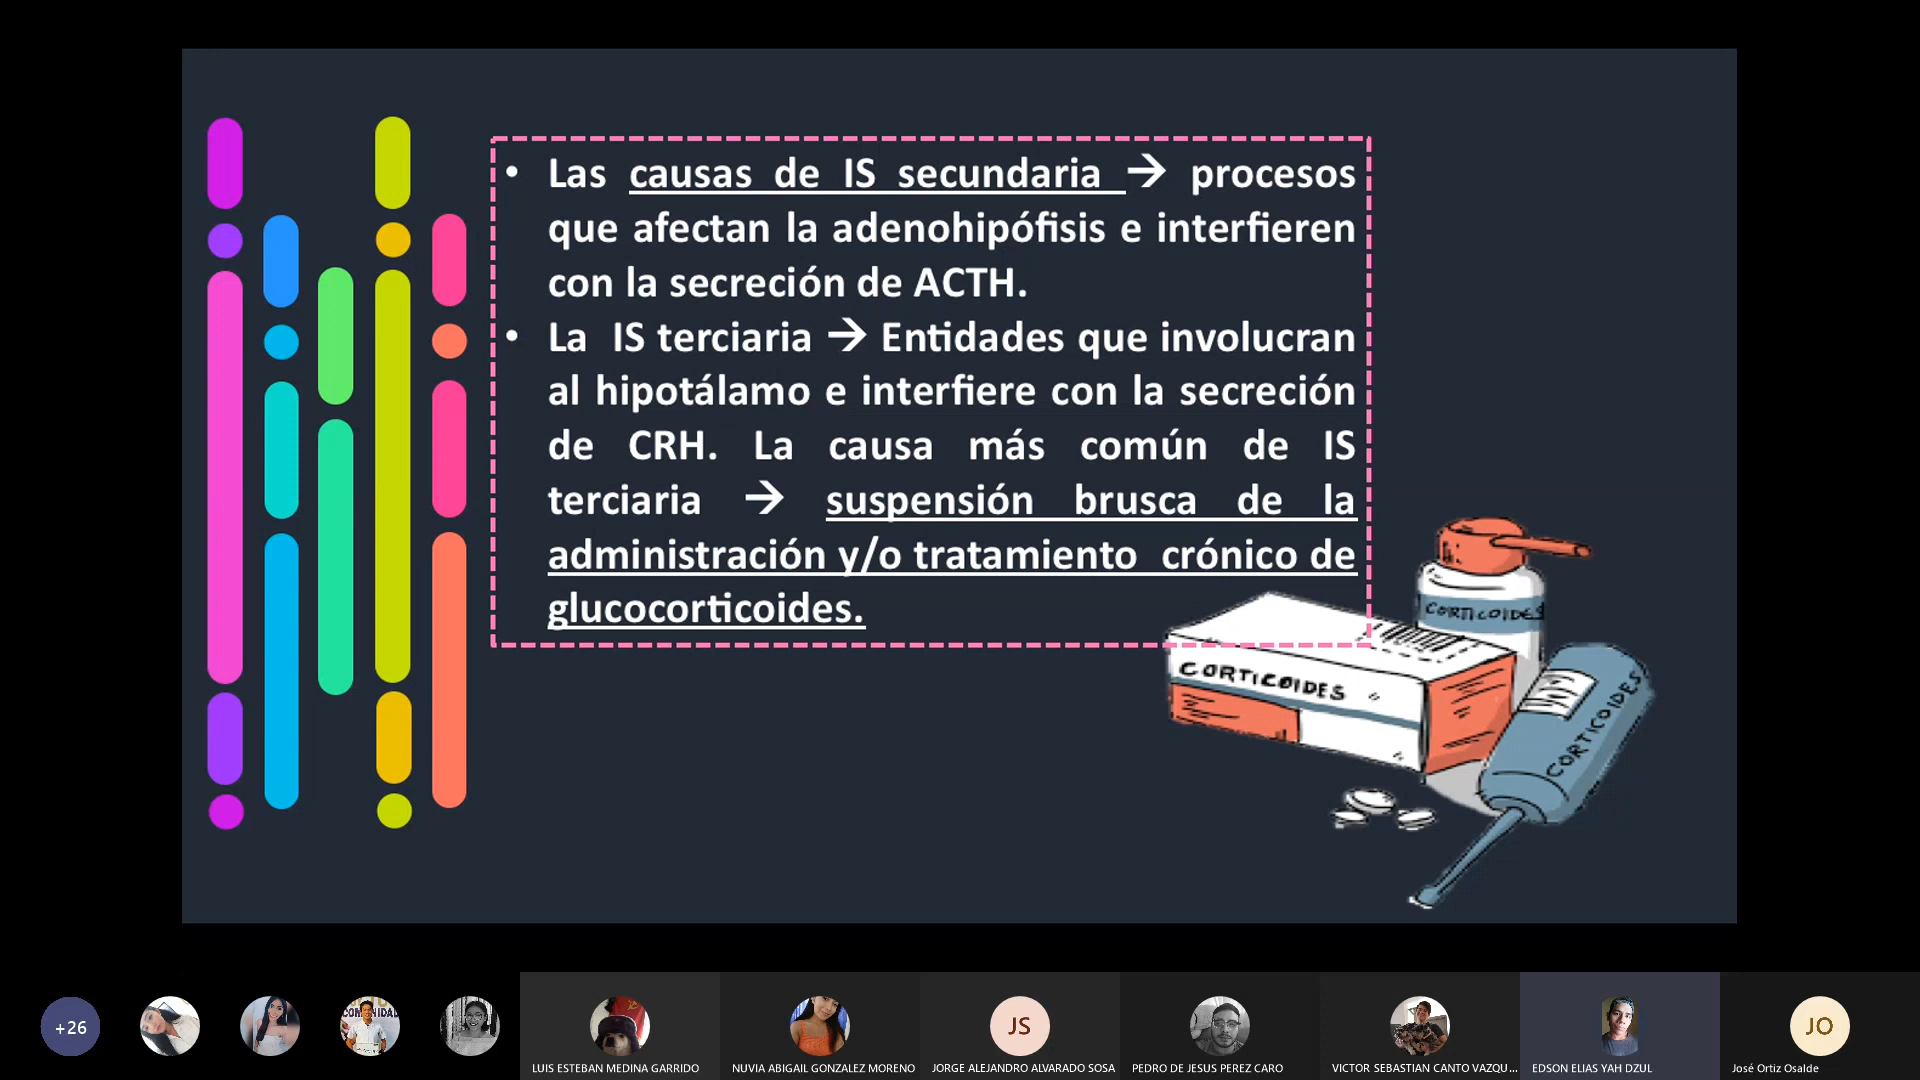 • Las causas de IS secundaria → procesos
que afectan la adenohipófisis e interfieren
con la secreción de ACTH.
• La IS terciaria → Entidades que involucran
al hipotálamo e interfiere con la secreción
de CRH. La causa más común de IS
terciaria → suspensión brusca de la
administración y/o tratamiento crónico de
glucocorticoides.
CORTICOIDES
CORTICOIDES
CORTICOIDES
+26
JS
JO
LUIS ESTEBAN MEDINA GARRIDO
NUVIA ABIGAIL GONZALEZ MORENO
JORGE ALEJANDRO ALVARADO SOSA
PEDRO DE JESUS PEREZ CARO
VICTOR SEBASTIAN CANTO VAZQU...
EDSON ELIAS YAH DZUL
José Ortiz Osalde